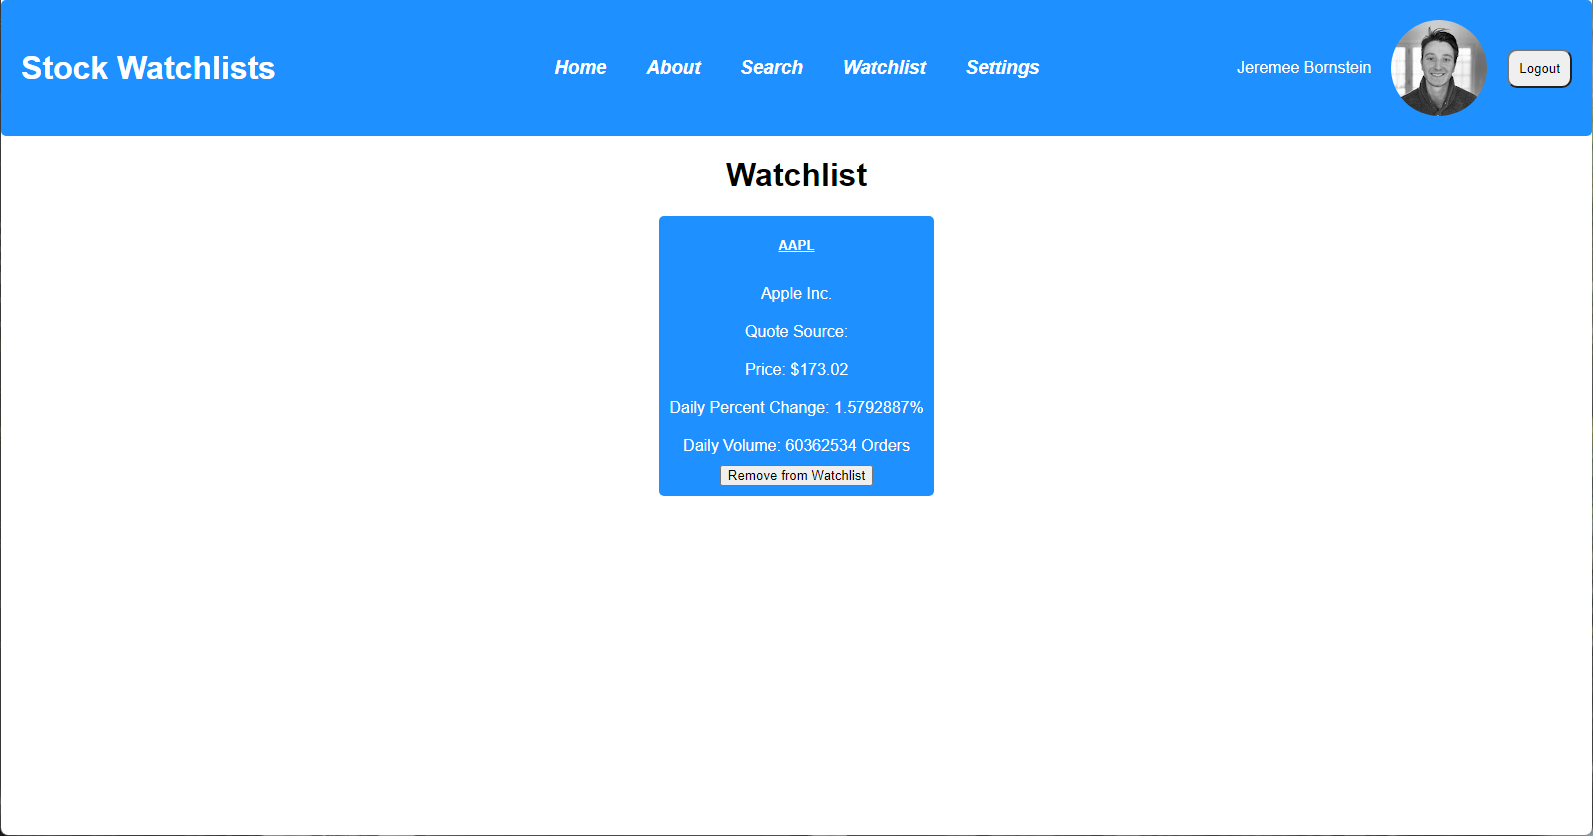 Stock Watchlists
Home About Search Watchlist Settings
Jeremee Bornstein
Logout
Watchlist
AAPL
Apple Inc.
Quote Source:
Price: $173.02
Daily Percent Change: 1.5792887%
Daily Volume: 60362534 Orders
Remove from Watchlist